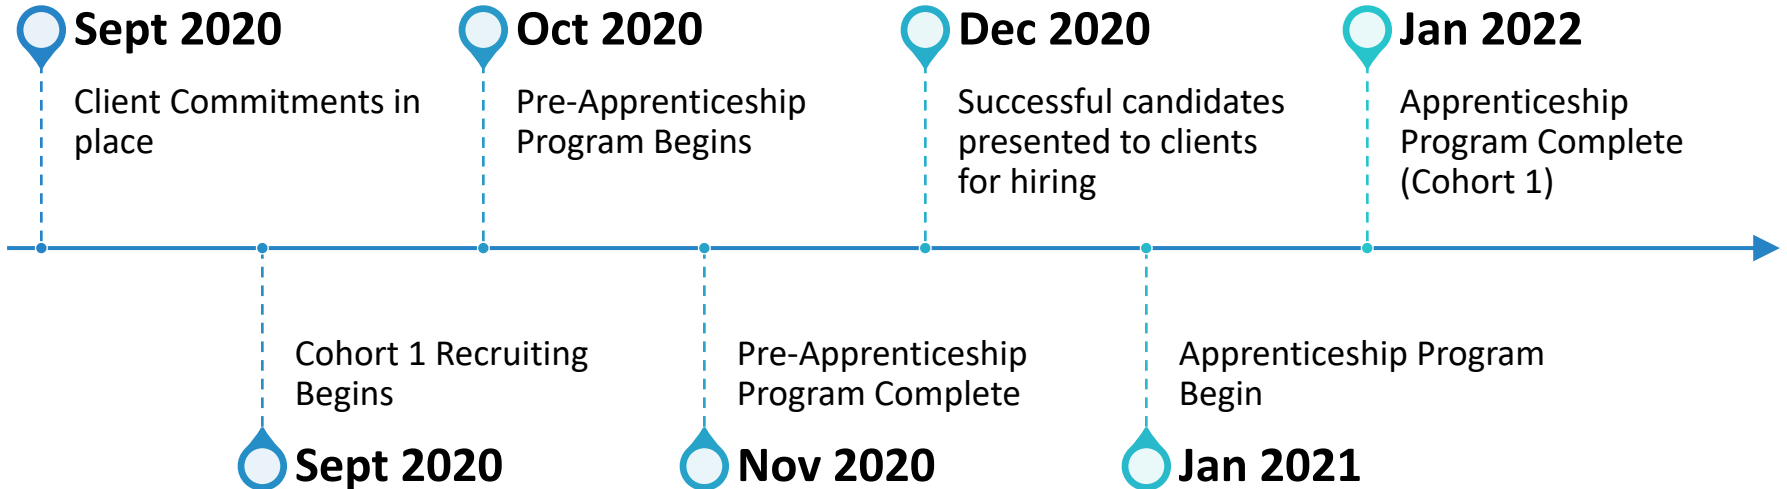 Sept 2020
Client Commitments in
place
Cohort 1 Recruiting
Begins
Sept 2020
Oct 2020
Pre-Apprenticeship
Program Begins
Pre-Apprenticeship
Program Complete
Nov 2020
Dec 2020
Successful candidates
presented to clients
for hiring
Apprenticeship Program
Begin
Jan 2021
Jan 2022
Apprenticeship
Program Complete
(Cohort 1)